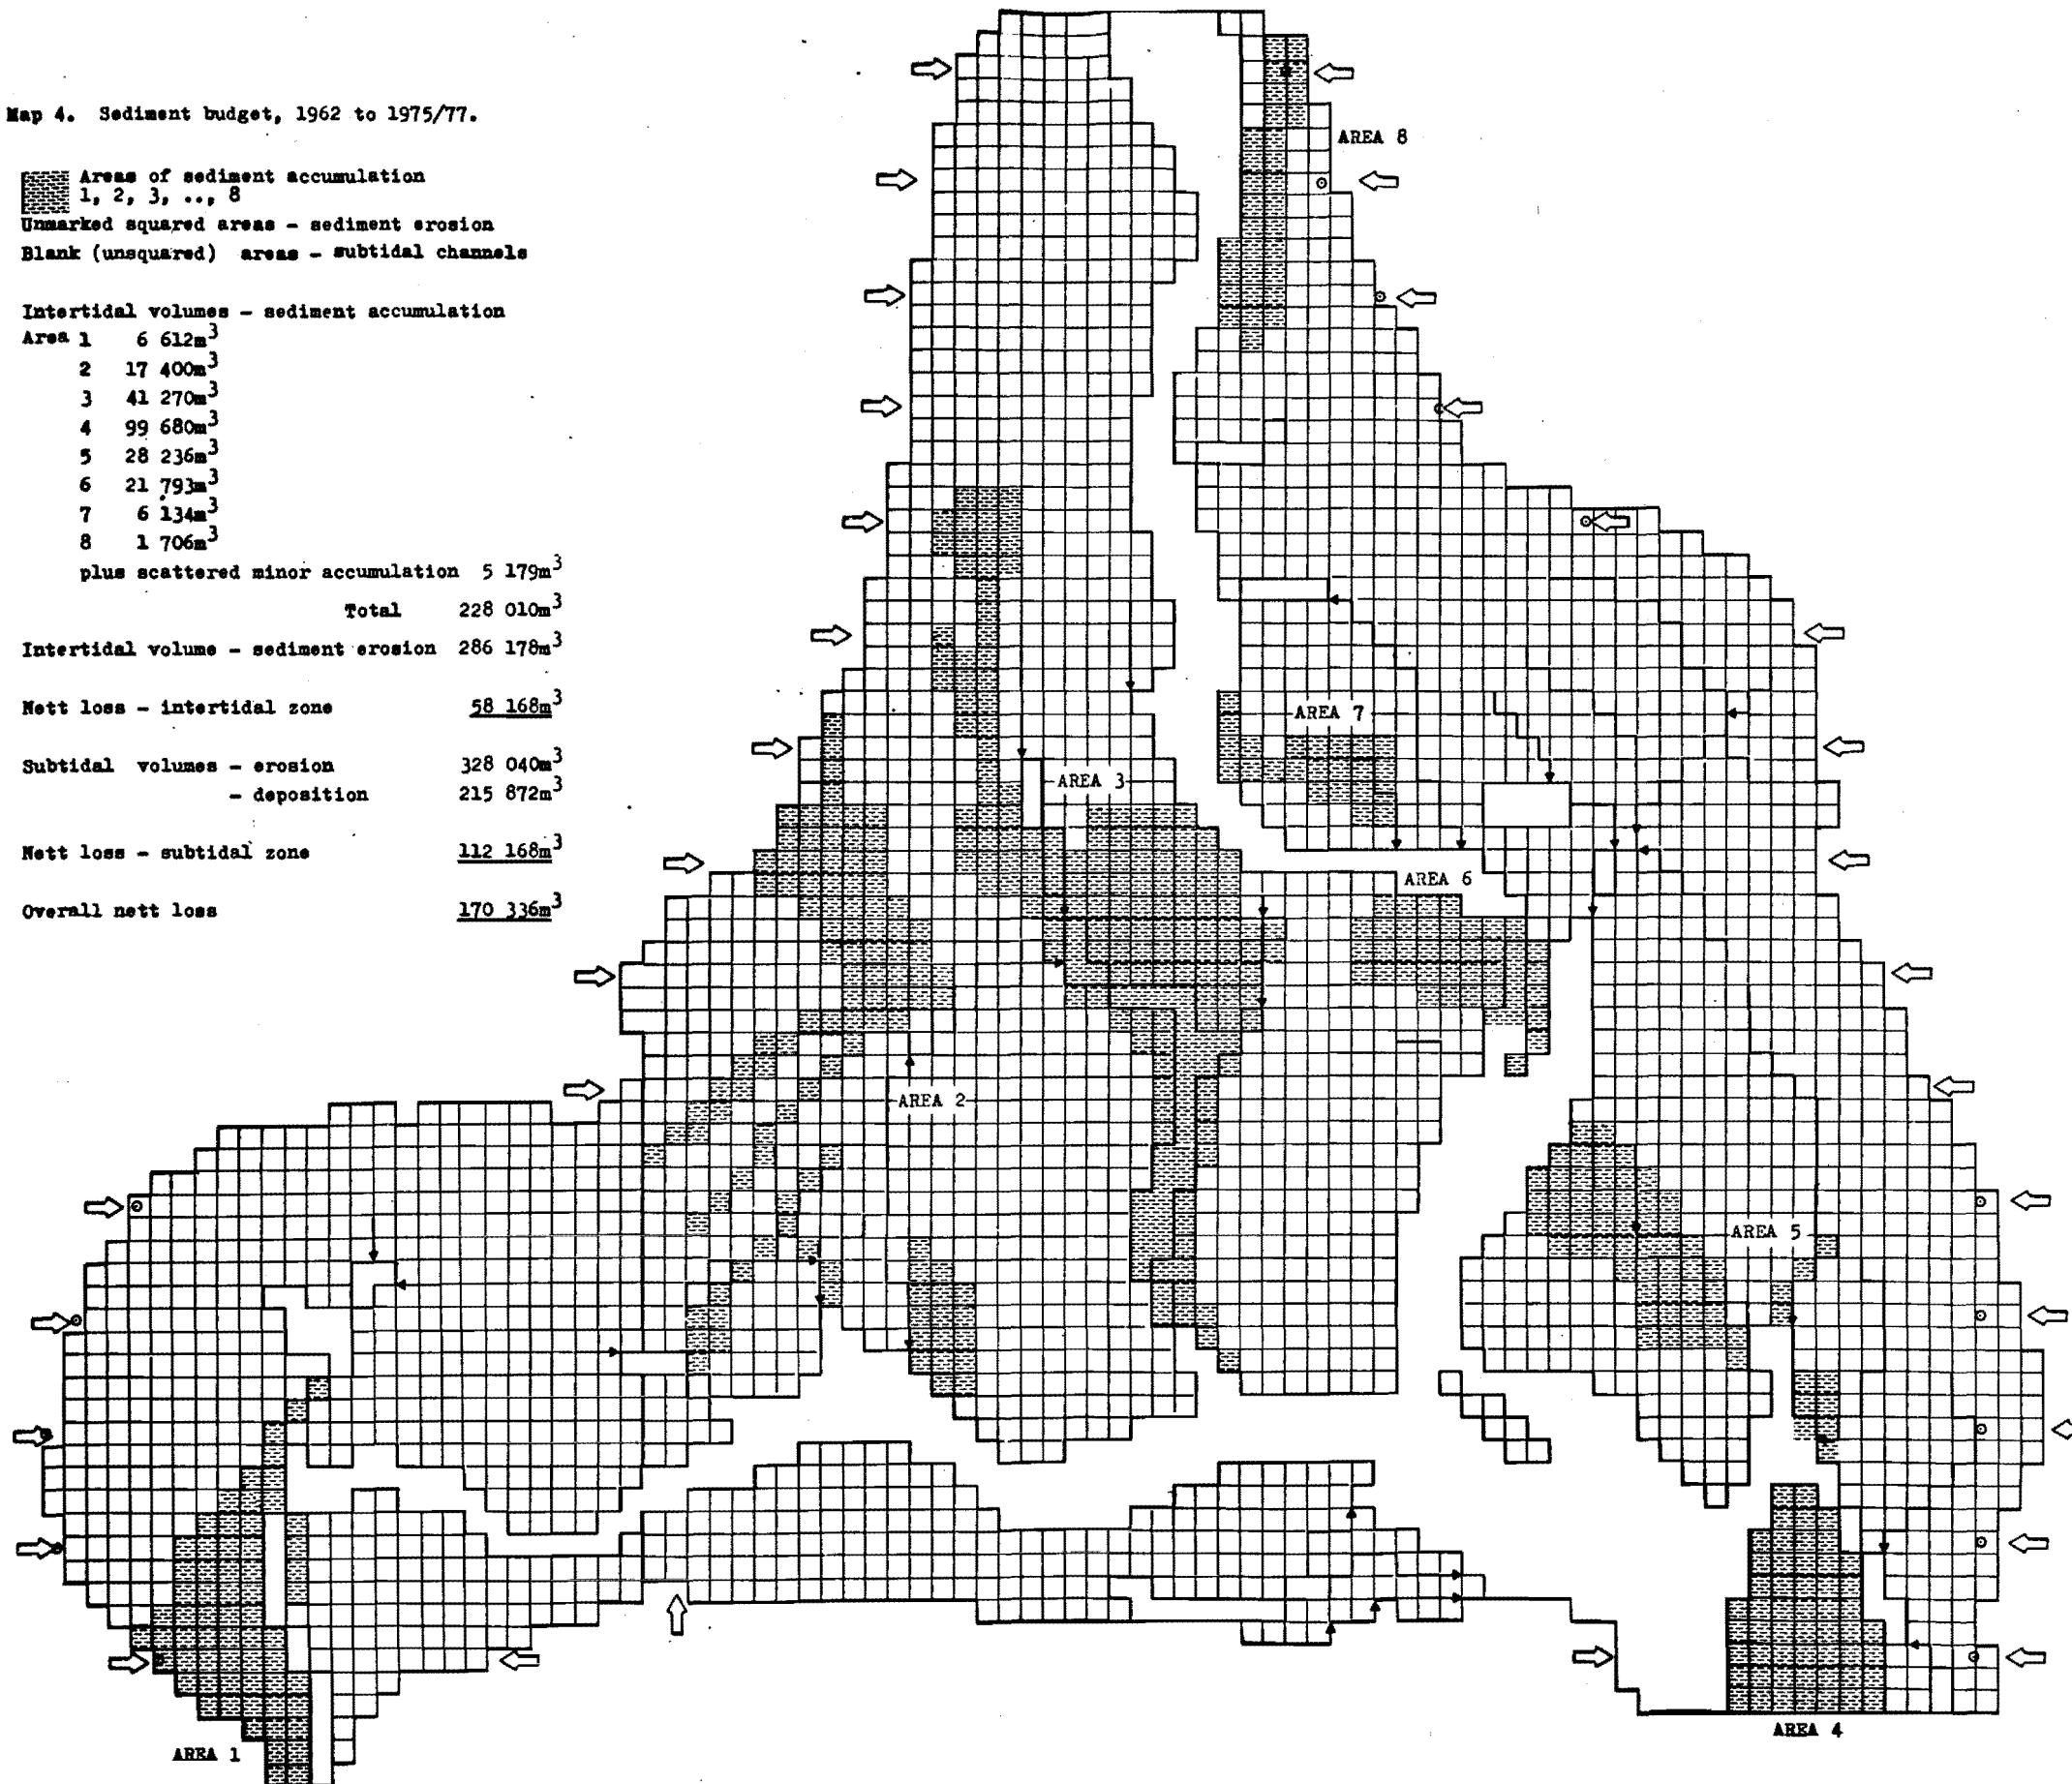 Map 4. Sediment budget, 1962 to 1975/77.
Areas of sediment accumulation
1, 2, 3, .., 8
Unmarked squared areas - sediment erosion
Blank (unsquared) areas - subtidal channels
Intertidal volumes - sediment accumulation
Area 1 6 612m³
2 17 400m³
3 41 270m³
4 99 680m³
5 28 236m³
6 21 793m³
7 6 134m³
8 1 706m³
plus scattered minor accumulation 5 179m³
Total 228 010m³
Intertidal volume - sediment erosion 286 178m³
Nett loss - intertidal zone 58 168m³
Subtidal volumes - erosion 328 040m³
- deposition 215 872m³
Nett loss - subtidal zone 112 168m³
Overall nett loss 170 336m³
AREA 8
AREA 7
AREA 3
AREA 6
AREA 2
AREA 5
AREA 4
AREA 1